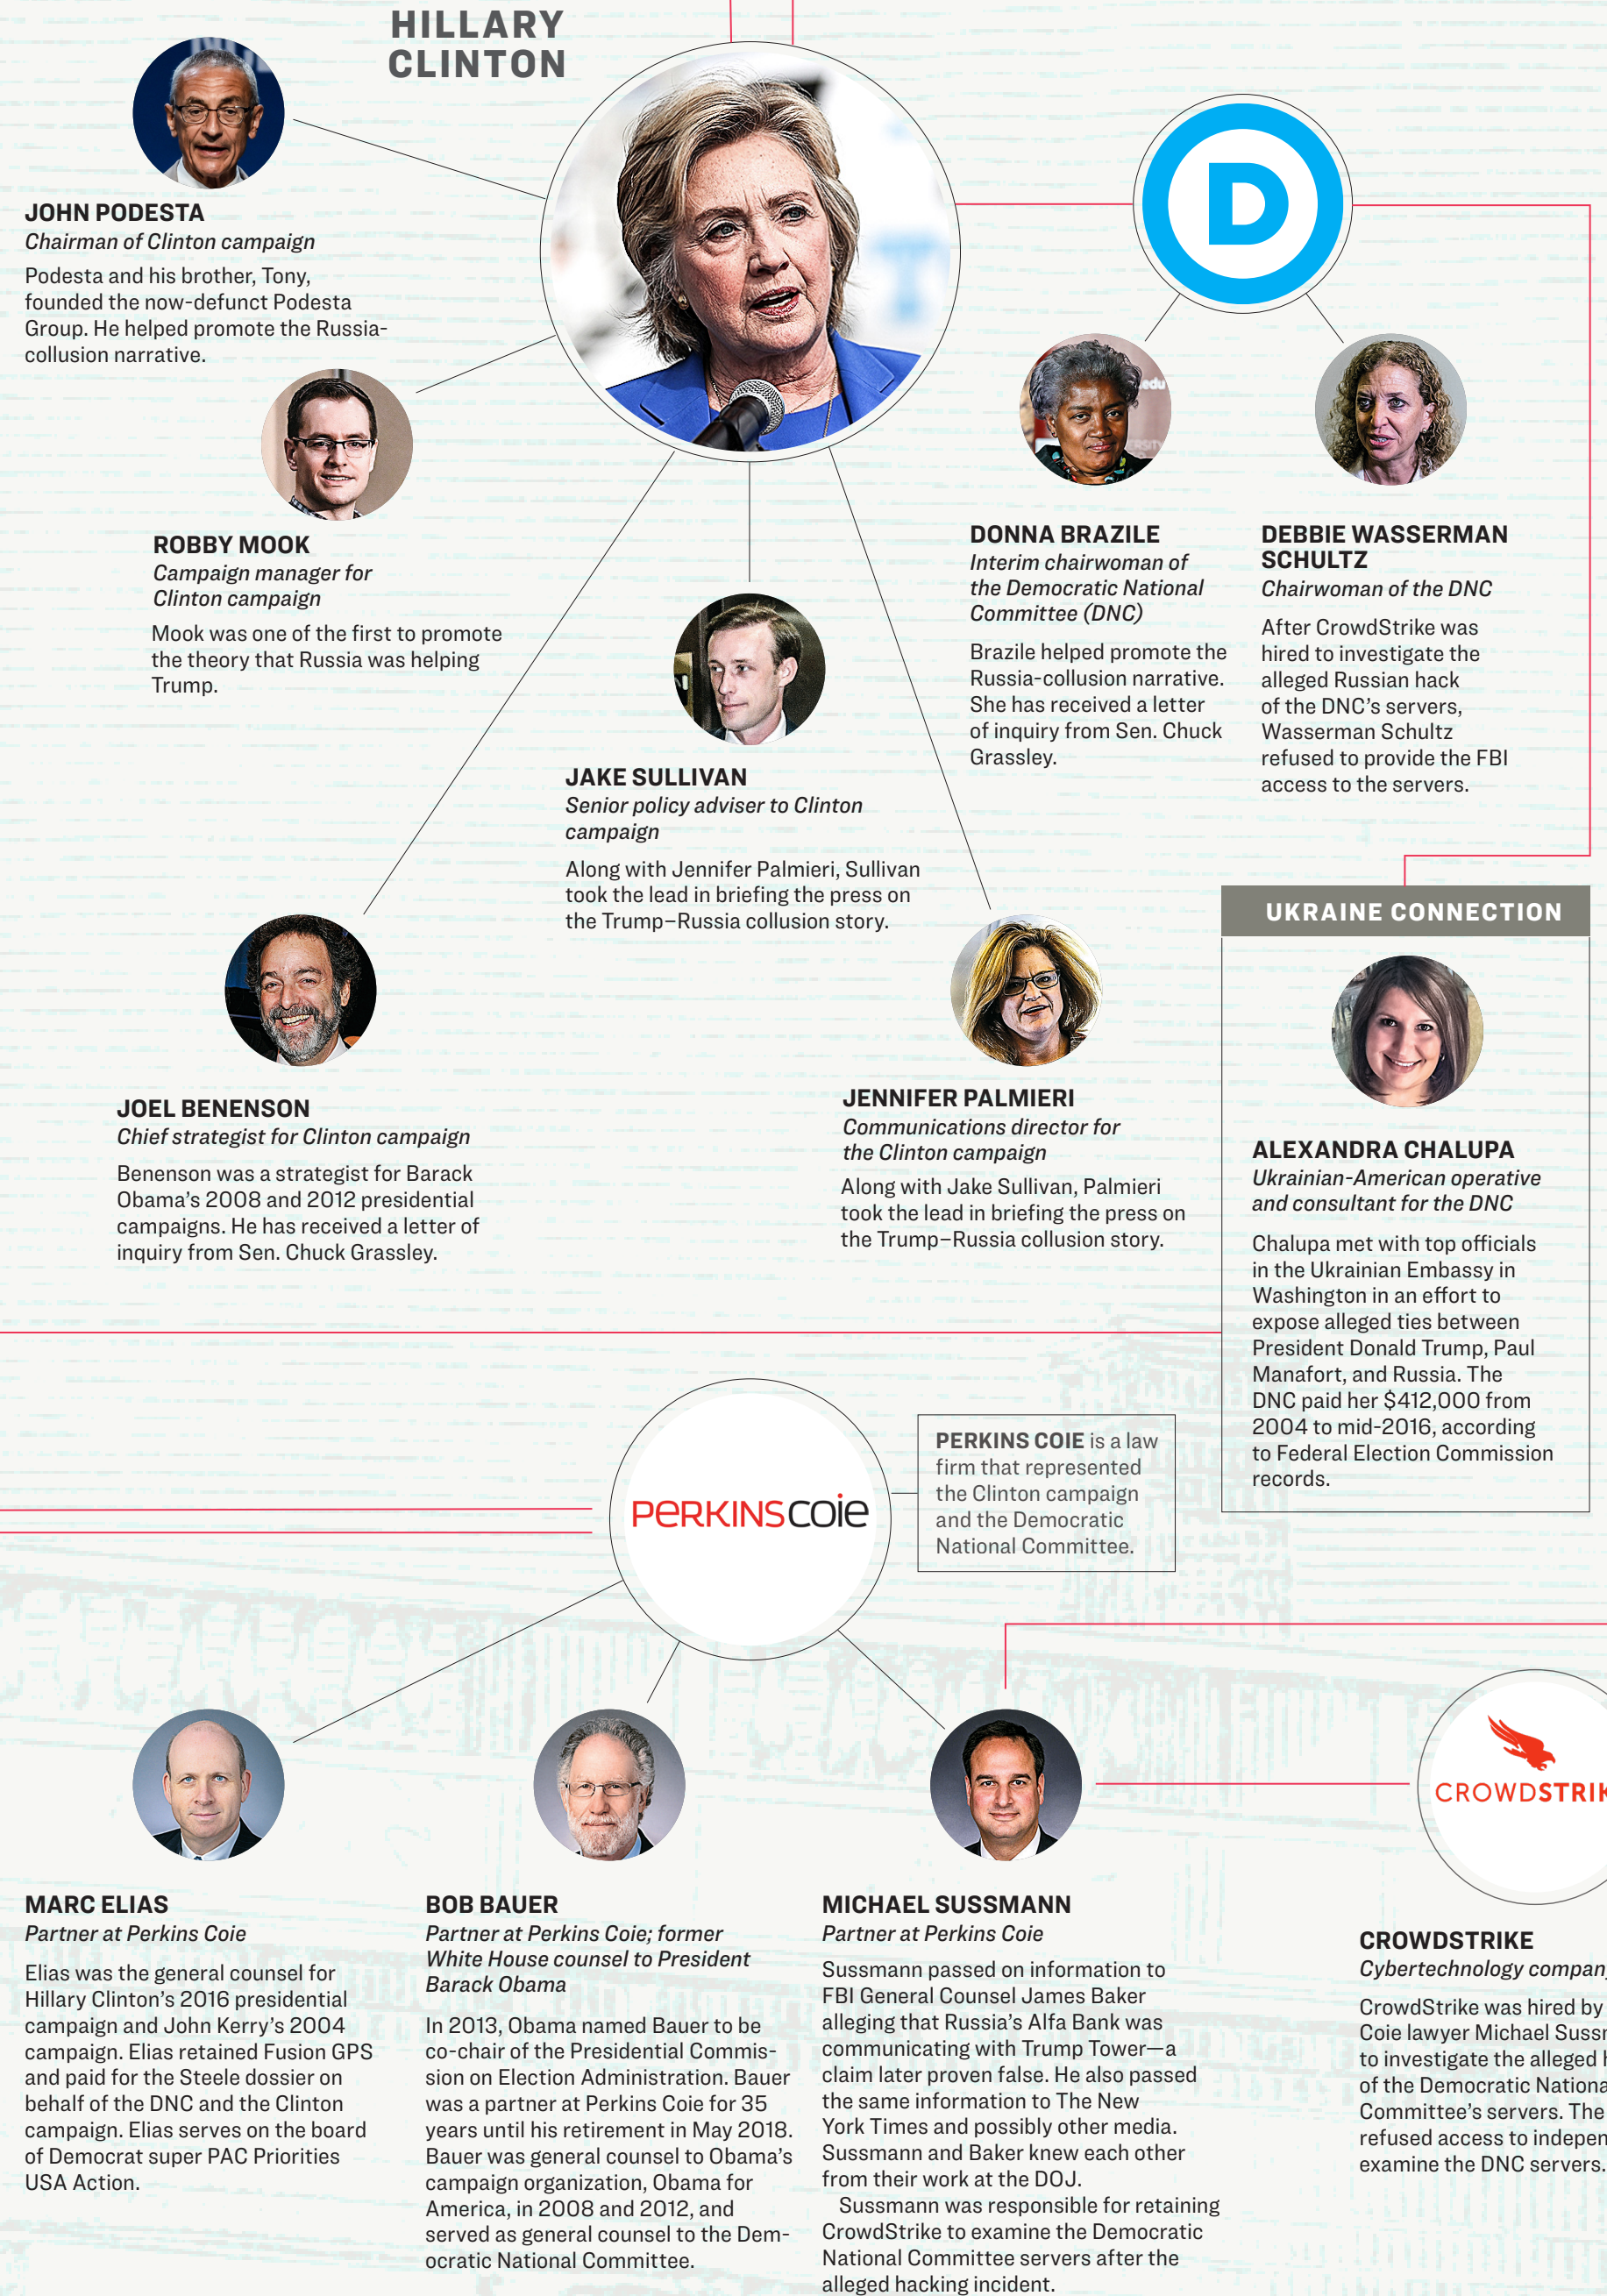 HILLARY
CLINTON
JOHN PODESTA
Chairman of Clinton campaign
Podesta and his brother, Tony,
founded the now-defunct Podesta
Group. He helped promote the Russia-
collusion narrative.
ROBBY MOOK
Campaign manager for
Clinton campaign
Mook was one of the first to promote
the theory that Russia was helping
Trump.
D
DONNA BRAZILE
Interim chairwoman of
the Democratic National
Committee (DNC)
Brazile helped promote the
Russia-collusion narrative.
She has received a letter
of inquiry from Sen. Chuck
Grassley.
DEBBIE WASSERMAN
SCHULTZ
Chairwoman of the DNC
After CrowdStrike was
hired to investigate the
alleged Russian hack
of the DNC's servers,
Wasserman Schultz
refused to provide the FBI
access to the servers.
JAKE SULLIVAN
Senior policy adviser to Clinton
campaign
Along with Jennifer Palmieri, Sullivan
took the lead in briefing the press on
the Trump–Russia collusion story.
JOEL BENENSON
Chief strategist for Clinton campaign
Benenson was a strategist for Barack
Obama's 2008 and 2012 presidential
campaigns. He has received a letter of
inquiry from Sen. Chuck Grassley.
JENNIFER PALMIERI
Communications director for
the Clinton campaign
Along with Jake Sullivan, Palmieri
took the lead in briefing the press on
the Trump–Russia collusion story.
UKRAINE CONNECTION
ALEXANDRA CHALUPA
Ukrainian-American operative
and consultant for the DNC
Chalupa met with top officials
in the Ukrainian Embassy in
Washington in an effort to
expose alleged ties between
President Donald Trump, Paul
Manafort, and Russia. The
DNC paid her $412,000 from
2004 to mid-2016, according
to Federal Election Commission
records.
PERKINS COIE
PERKINS COIE is a law
firm that represented
the Clinton campaign
and the Democratic
National Committee.
MARC ELIAS
Partner at Perkins Coie
Elias was the general counsel for
Hillary Clinton's 2016 presidential
campaign and John Kerry's 2004
campaign. Elias retained Fusion GPS
and paid for the Steele dossier on
behalf of the DNC and the Clinton
campaign. Elias serves on the board
of Democrat super PAC Priorities
USA Action.
BOB BAUER
Partner at Perkins Coie; former
White House counsel to President
Barack Obama
In 2013, Obama named Bauer to be
co-chair of the Presidential Commis-
sion on Election Administration. Bauer
was a partner at Perkins Coie for 35
years until his retirement in May 2018.
Bauer was general counsel to Obama's
campaign organization, Obama for
America, in 2008 and 2012, and
served as general counsel to the Dem-
ocratic National Committee.
MICHAEL SUSSMANN
Partner at Perkins Coie
Sussmann passed on information to
FBI General Counsel James Baker
alleging that Russia's Alfa Bank was
communicating with Trump Tower—a
claim later proven false. He also passed
the same information to The New
York Times and possibly other media.
Sussmann and Baker knew each other
from their work at the DOJ.
Sussmann was responsible for retaining
CrowdStrike to examine the Democratic
National Committee servers after the
alleged hacking incident.
CROWDSTRIK
CROWDSTRIKE
Cybertechnology compan
CrowdStrike was hired by
Coie lawyer Michael Suss
to investigate the alleged
of the Democratic Nationa
Committee's servers. The
refused access to indepen
examine the DNC servers.